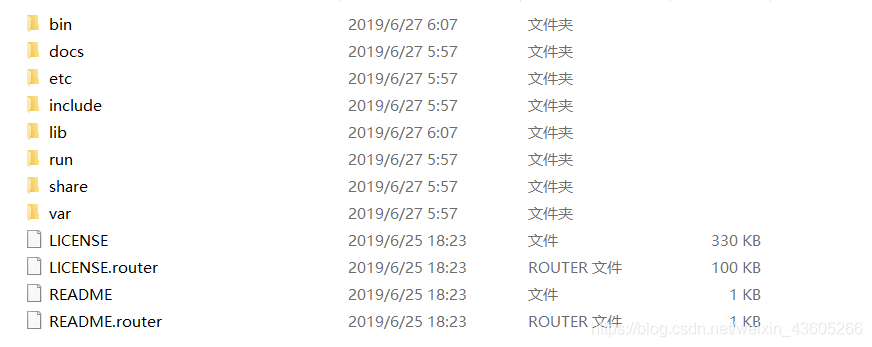 bin 2019/6/27 6:07 文件夹
docs 2019/6/27 5:57 文件夹
etc 2019/6/27 5:57 文件夹
include 2019/6/27 5:57 文件夹
lib 2019/6/27 6:07 文件夹
run 2019/6/27 5:57 文件夹
share 2019/6/27 5:57 文件夹
var 2019/6/27 5:57 文件夹
LICENSE 2019/6/25 18:23 文件 330 KB
LICENSE.router 2019/6/25 18:23 ROUTER 文件 100 KB
README 2019/6/25 18:23 文件 1 KB
README.router 2019/6/25 18:23 ROUTER 文件 1 KB
https://blog.csdn.net/weixin_43605266